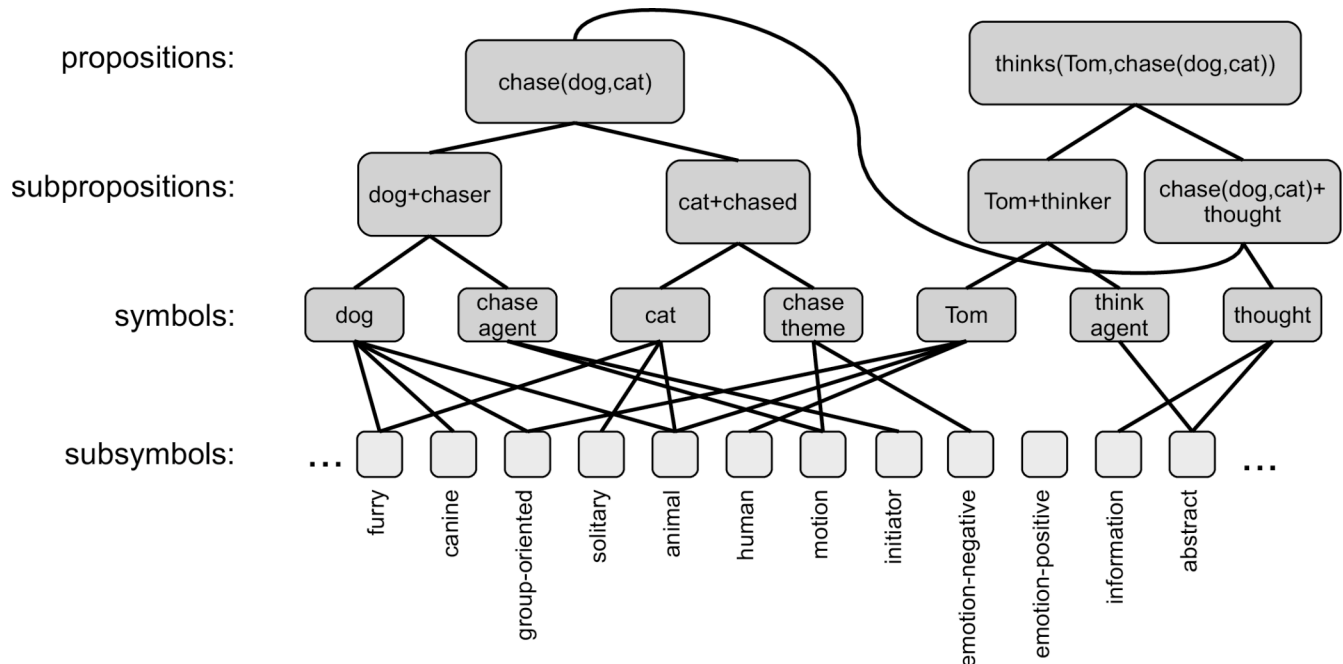 propositions:
chase(dog,cat)
thinks(Tom,chase(dog,cat))
subpropositions:
dog+chaser
cat+chased
Tom+thinker
chase(dog,cat)+
thought
symbols:
dog
chase
agent
cat
chase
theme
Tom
think
agent
thought
subsymbols:
...
...
furry
canine
group-oriented
solitary
animal
human
motion
initiator
emotion-negative
emotion-positive
information
abstract